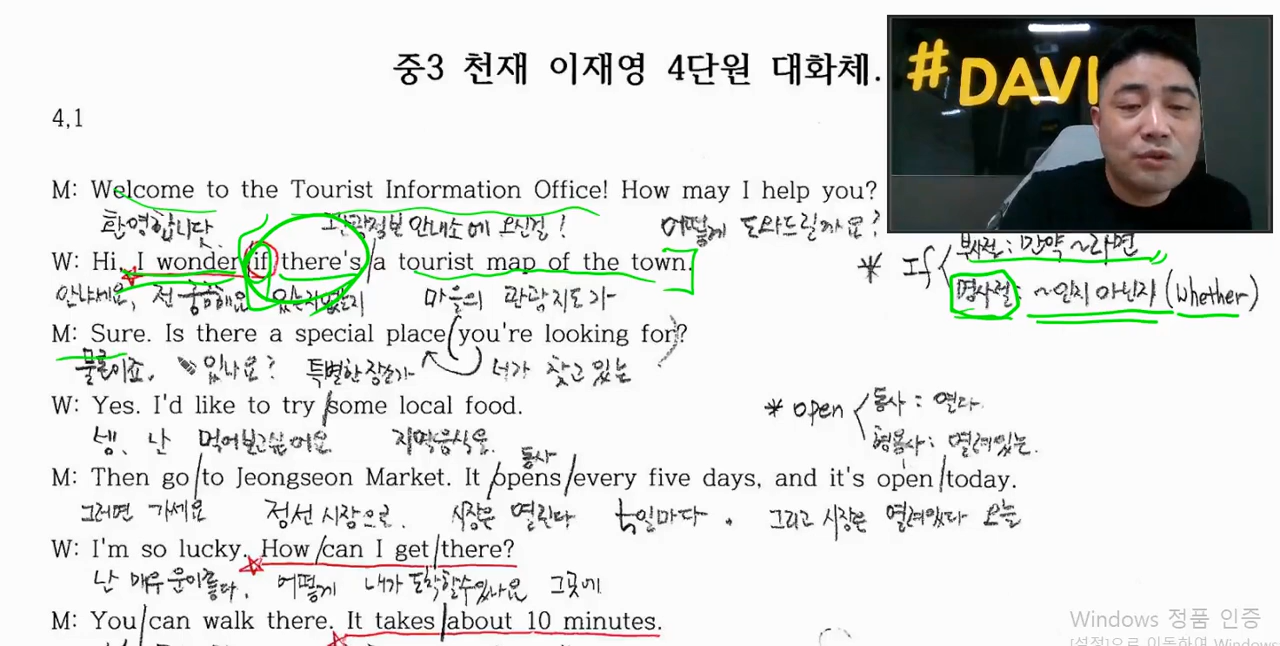 중3 천재 이재영 4단원 대화체.
#DAVI
4,1
M: Welcome to the Tourist Information Office! How may I help you?
환영합니다 관광정보 안내소에 오신걸! 어떻게 도와드릴까요?
W: Hi, I wonder if there's a tourist map of the town.
* If 부사절: 만약 ~라면
명사절: ~인지 아닌지 (whether)
안녕하세요, 전 궁금해요 있는지 없는지 마을의 관광지도가
M: Sure. Is there a special place you're looking for?
물론이죠. 있나요? 특별한 장소가 너가 찾고 있는
W: Yes. I'd like to try some local food.
* open 동사: 열다.
형용사: 열려있는.
넹. 난 먹어보고싶어요 지역음식을.
동사
M: Then go to Jeongseon Market. It opens every five days, and it's open today.
그러면 가세요 정선 시장으로. 시장은 열린다 5일마다. 그리고 시장은 열려있다 오늘
W: I'm so lucky. How can I get there?
난 매우 운이좋다. 어떻게 내가 도착할수있나요 그곳에
M: You can walk there. It takes about 10 minutes.
Windows 정품 인증
[설정]으로 이동하여 Windows